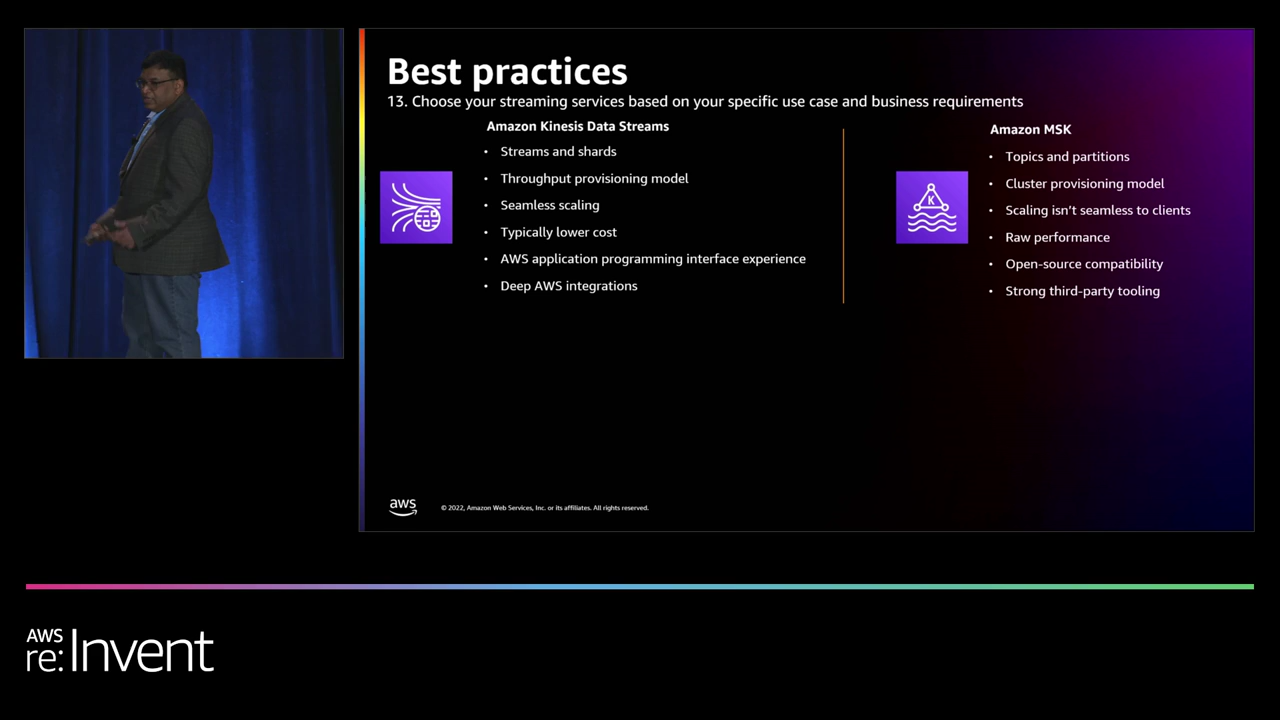 Best practices
13. Choose your streaming services based on your specific use case and business requirements
Amazon Kinesis Data Streams
• Streams and shards
• Throughput provisioning model
• Seamless scaling
• Typically lower cost
• AWS application programming interface experience
• Deep AWS integrations
Amazon MSK
K
• Topics and partitions
• Cluster provisioning model
• Scaling isn't seamless to clients
• Raw performance
• Open-source compatibility
• Strong third-party tooling
aws
© 2022, Amazon Web Services, Inc. or its affiliates. All rights reserved.
AWS
re:Invent